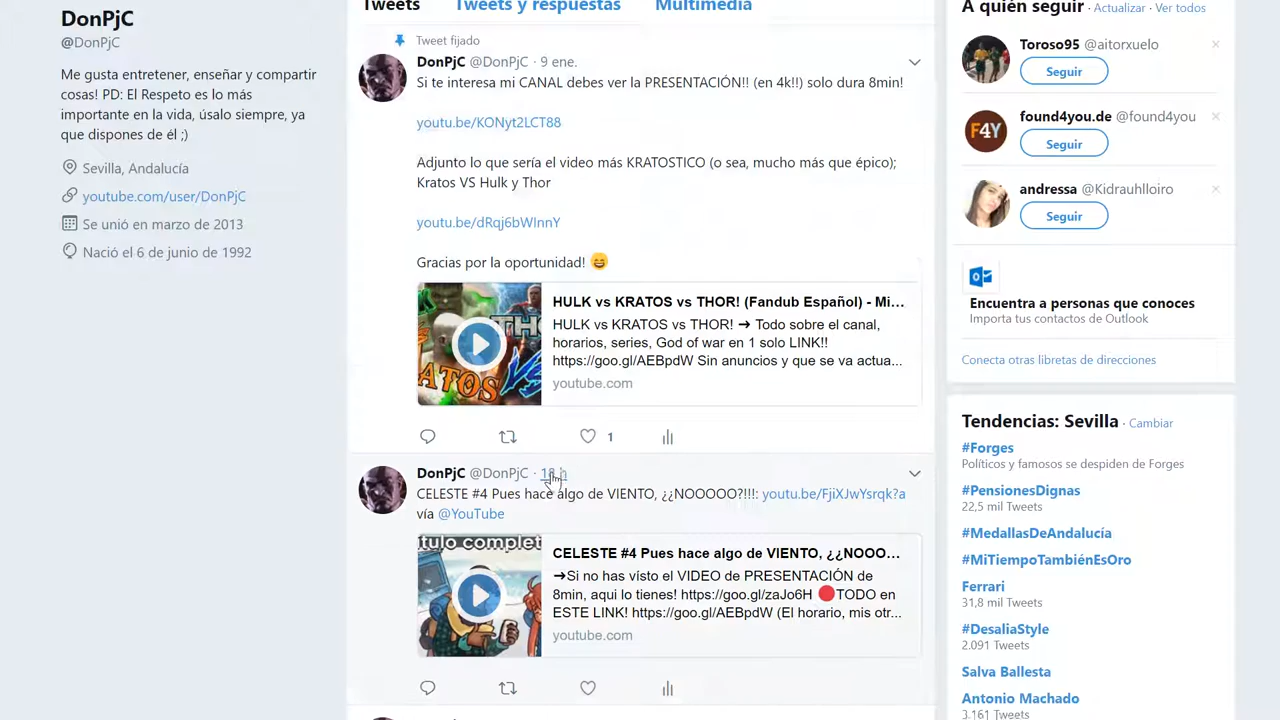 DonPjC
@DonPjC
Me gusta entretener, enseñar y compartir
cosas! PD: El Respeto es lo más
importante en la vida, úsalo siempre, ya
que dispones de él ;)
Sevilla, Andalucía
youtube.com/user/DonPjC
Se unió en marzo de 2013
Nació el 6 de junio de 1992
Tweets Tweets y respuestas Multimedia
Tweet fijado
DonPjC @DonPjC · 9 ene.
Si te interesa mi CANAL debes ver la PRESENTACIÓN!! (en 4k!!) solo dura 8min!
youtu.be/KONyt2LCT88
Adjunto lo que sería el video más KRATOSTICO (o sea, mucho más que épico);
Kratos VS Hulk y Thor
youtu.be/dRqj6bWInnY
Gracias por la oportunidad! 😄
HULK vs KRATOS vs THOR! (Fandub Español) - Mi...
HULK vs KRATOS vs THOR! ➔ Todo sobre el canal,
horarios, series, God of war en 1 solo LINK!!
https://goo.gl/AEBpdW Sin anuncios y que se va actua...
youtube.com
1
DonPjC @DonPjC · 18 h
CELESTE #4 Pues hace algo de VIENTO, ¿¿NOOOOO?!!!: youtu.be/FjiXJwYsrqk?a
vía @YouTube
tulo complet
CELESTE #4 Pues hace algo de VIENTO, ¿¿NOOO...
➔Si no has vísto el VIDEO de PRESENTACIÓN de
8min, aqui lo tienes! https://goo.gl/zaJo6H 🔴TODO en
ESTE LINK! https://goo.gl/AEBpdW (El horario, mis otr...
youtube.com
A quién seguir · Actualizar · Ver todos
Toroso95 @aitorxuelo
Seguir
F4Y
found4you.de @found4you
Seguir
andressa @Kidrauhlloiro
Seguir
Encuentra a personas que conoces
Importa tus contactos de Outlook
Conecta otras libretas de direcciones
Tendencias: Sevilla · Cambiar
#Forges
Políticos y famosos se despiden de Forges
#PensionesDignas
22,5 mil Tweets
#MedallasDeAndalucía
#MiTiempoTambiénEsOro
Ferrari
31,8 mil Tweets
#DesaliaStyle
2.091 Tweets
Salva Ballesta
Antonio Machado
3.161 Tweets